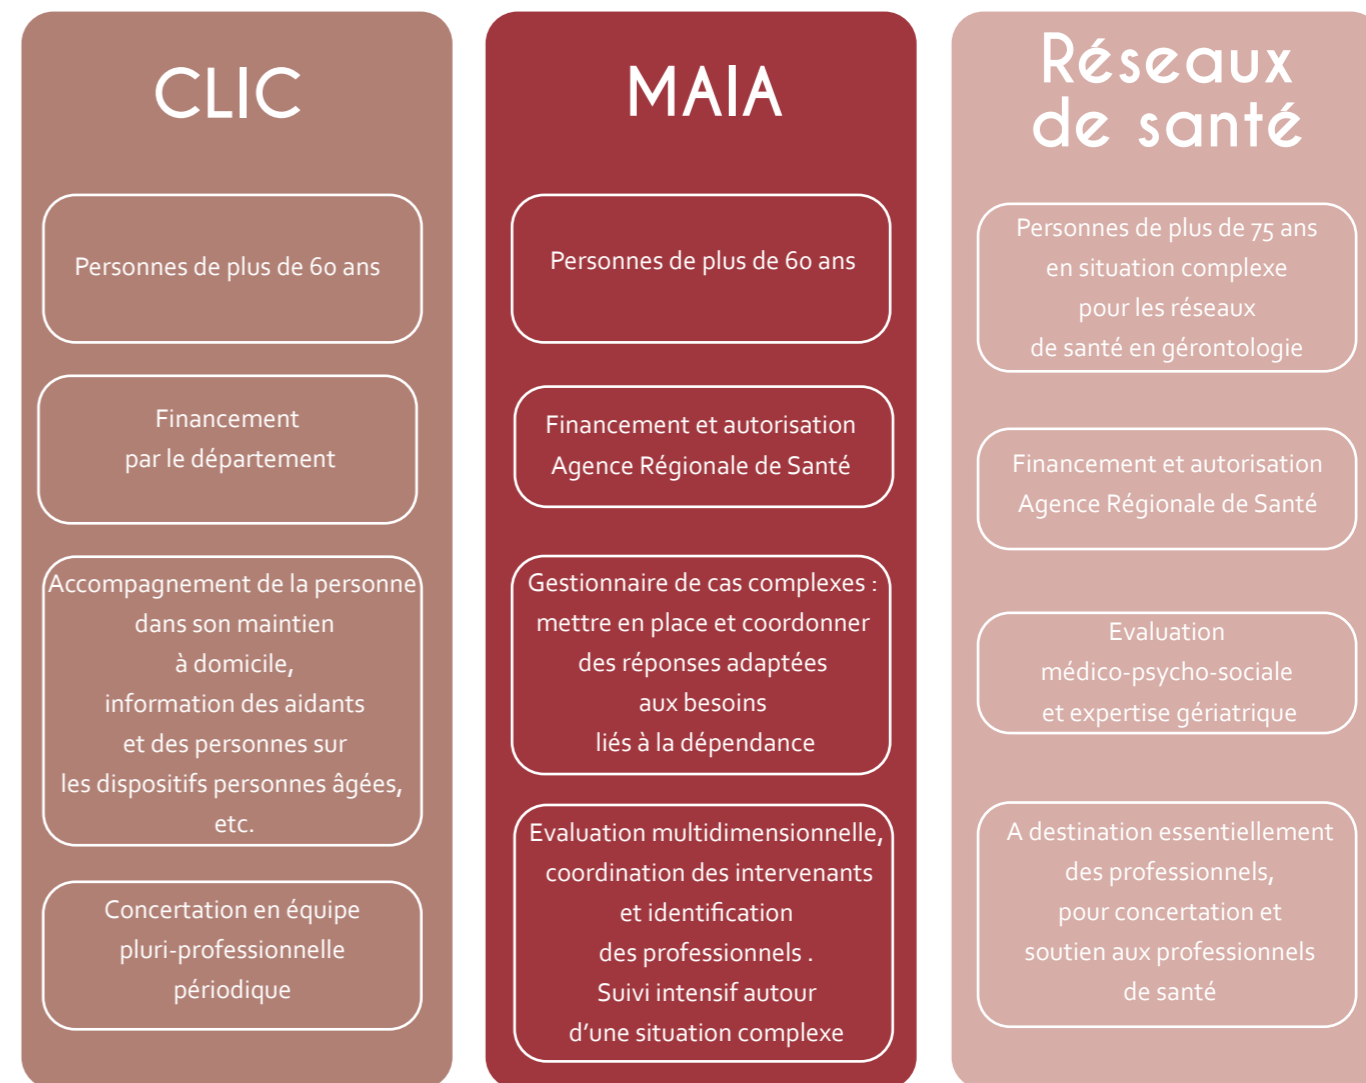 CLIC
Personnes de plus de 60 ans
Financement
par le département
Accompagnement de la personne
dans son maintien
à domicile,
information des aidants
et des personnes sur
les dispositifs personnes âgées,
etc.
Concertation en équipe
pluri-professionnelle
périodique
MAIA
Personnes de plus de 60 ans
Financement et autorisation
Agence Régionale de Santé
Gestionnaire de cas complexes :
mettre en place et coordonner
des réponses adaptées
aux besoins
liés à la dépendance
Evaluation multidimensionnelle,
coordination des intervenants
et identification
des professionnels .
Suivi intensif autour
d’une situation complexe
Réseaux
de santé
Personnes de plus de 75 ans
en situation complexe
pour les réseaux
de santé en gérontologie
Financement et autorisation
Agence Régionale de Santé
Evaluation
médico-psycho-sociale
et expertise gériatrique
A destination essentiellement
des professionnels,
pour concertation et
soutien aux professionnels
de santé